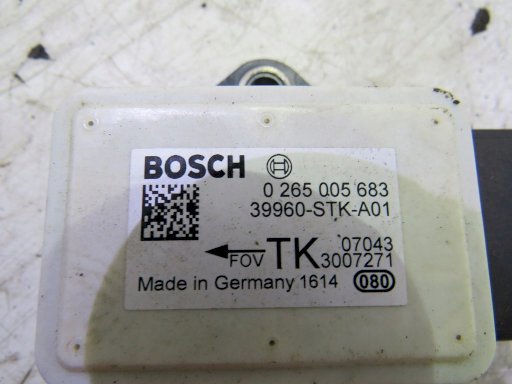 BOSCH
0 265 005 683
39960-STK-A01
FOV TK 07043
3007271
Made in Germany 1614 080